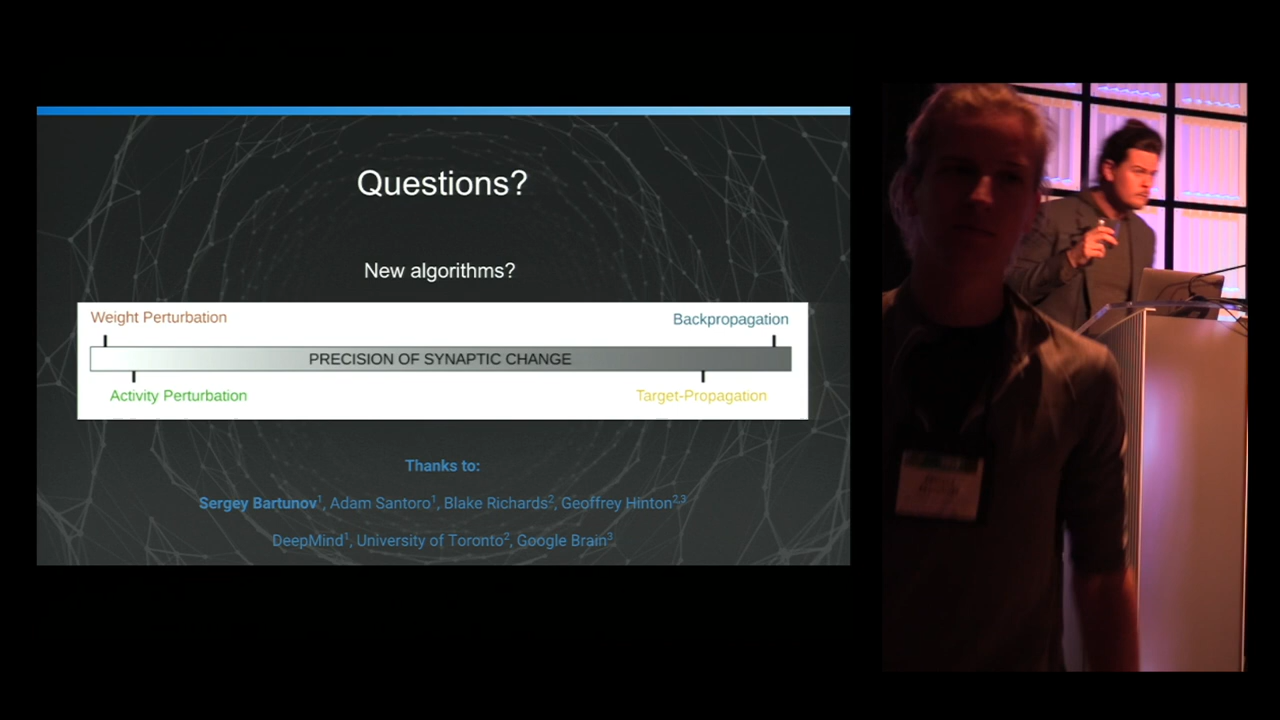 Questions?
New algorithms?
Weight Perturbation
Backpropagation
PRECISION OF SYNAPTIC CHANGE
Activity Perturbation
Target-Propagation
Thanks to:
Sergey Bartunov1, Adam Santoro1, Blake Richards2, Geoffrey Hinton2,3
DeepMind1, University of Toronto2, Google Brain3